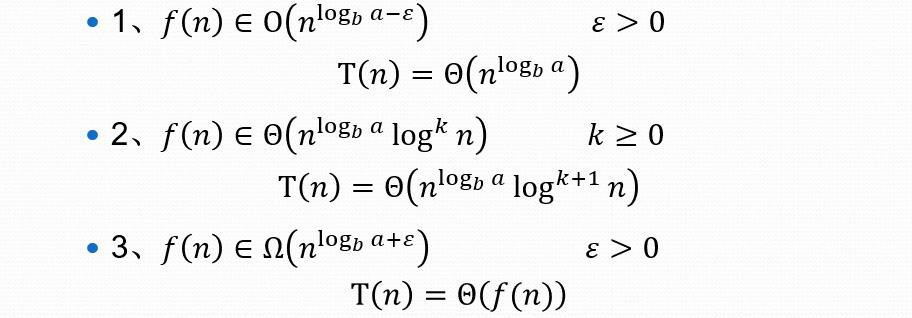 • 1、f(n) ∈ O(n^{log_b a−ε}) ε > 0
T(n) = Θ(n^{log_b a})
• 2、f(n) ∈ Θ(n^{log_b a} log^k n) k ≥ 0
T(n) = Θ(n^{log_b a} log^{k+1} n)
• 3、f(n) ∈ Ω(n^{log_b a+ε}) ε > 0
T(n) = Θ(f(n))